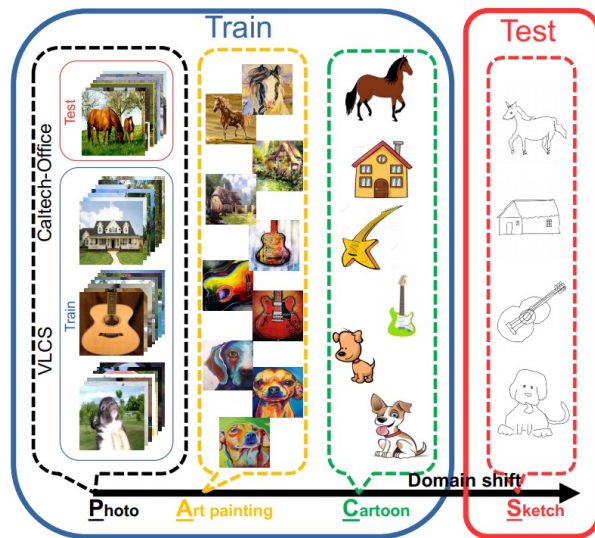 Train
Test
Caltech-Office
VLCS
Test
Train
Domain shift
Photo
Art painting
Cartoon
Sketch